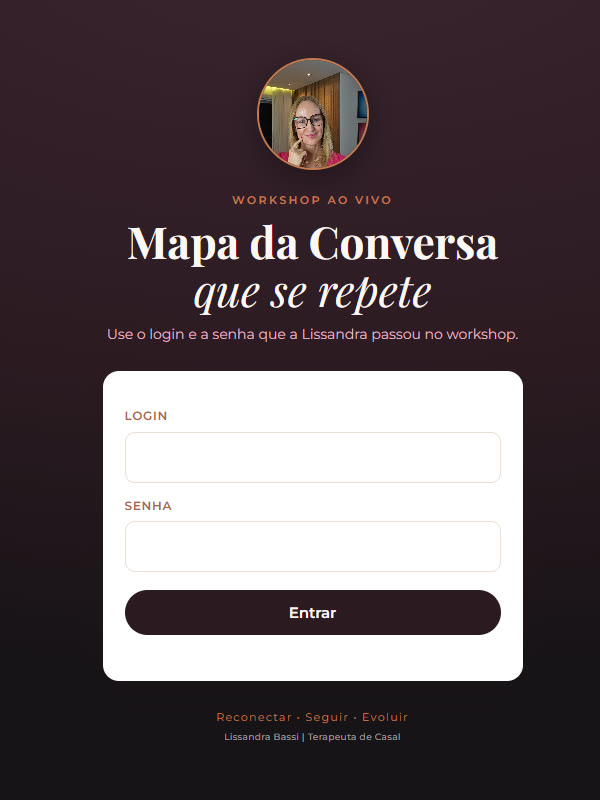 WORKSHOP AO VIVO
Mapa da Conversa
que se repete
Use o login e a senha que a Lissandra passou no workshop.
LOGIN
SENHA
Entrar
Reconectar • Seguir • Evoluir
Lissandra Bassi | Terapeuta de Casal